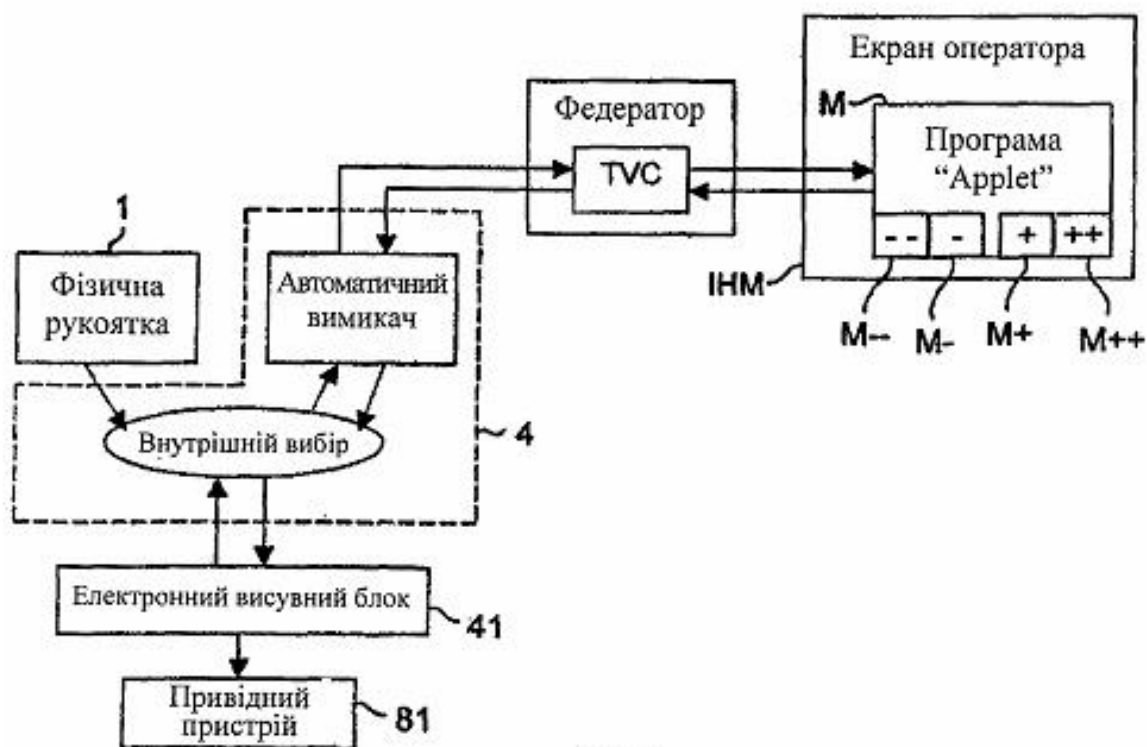 Екран оператора
M
Програма
“Applet”
-- - + ++
IHM
M-- M- M+ M++
Федератор
TVC
1
Фізична
рукоятка
Автоматичний
вимикач
Внутрішній вибір
4
Електронний висувний блок
41
Привідний
пристрій
81